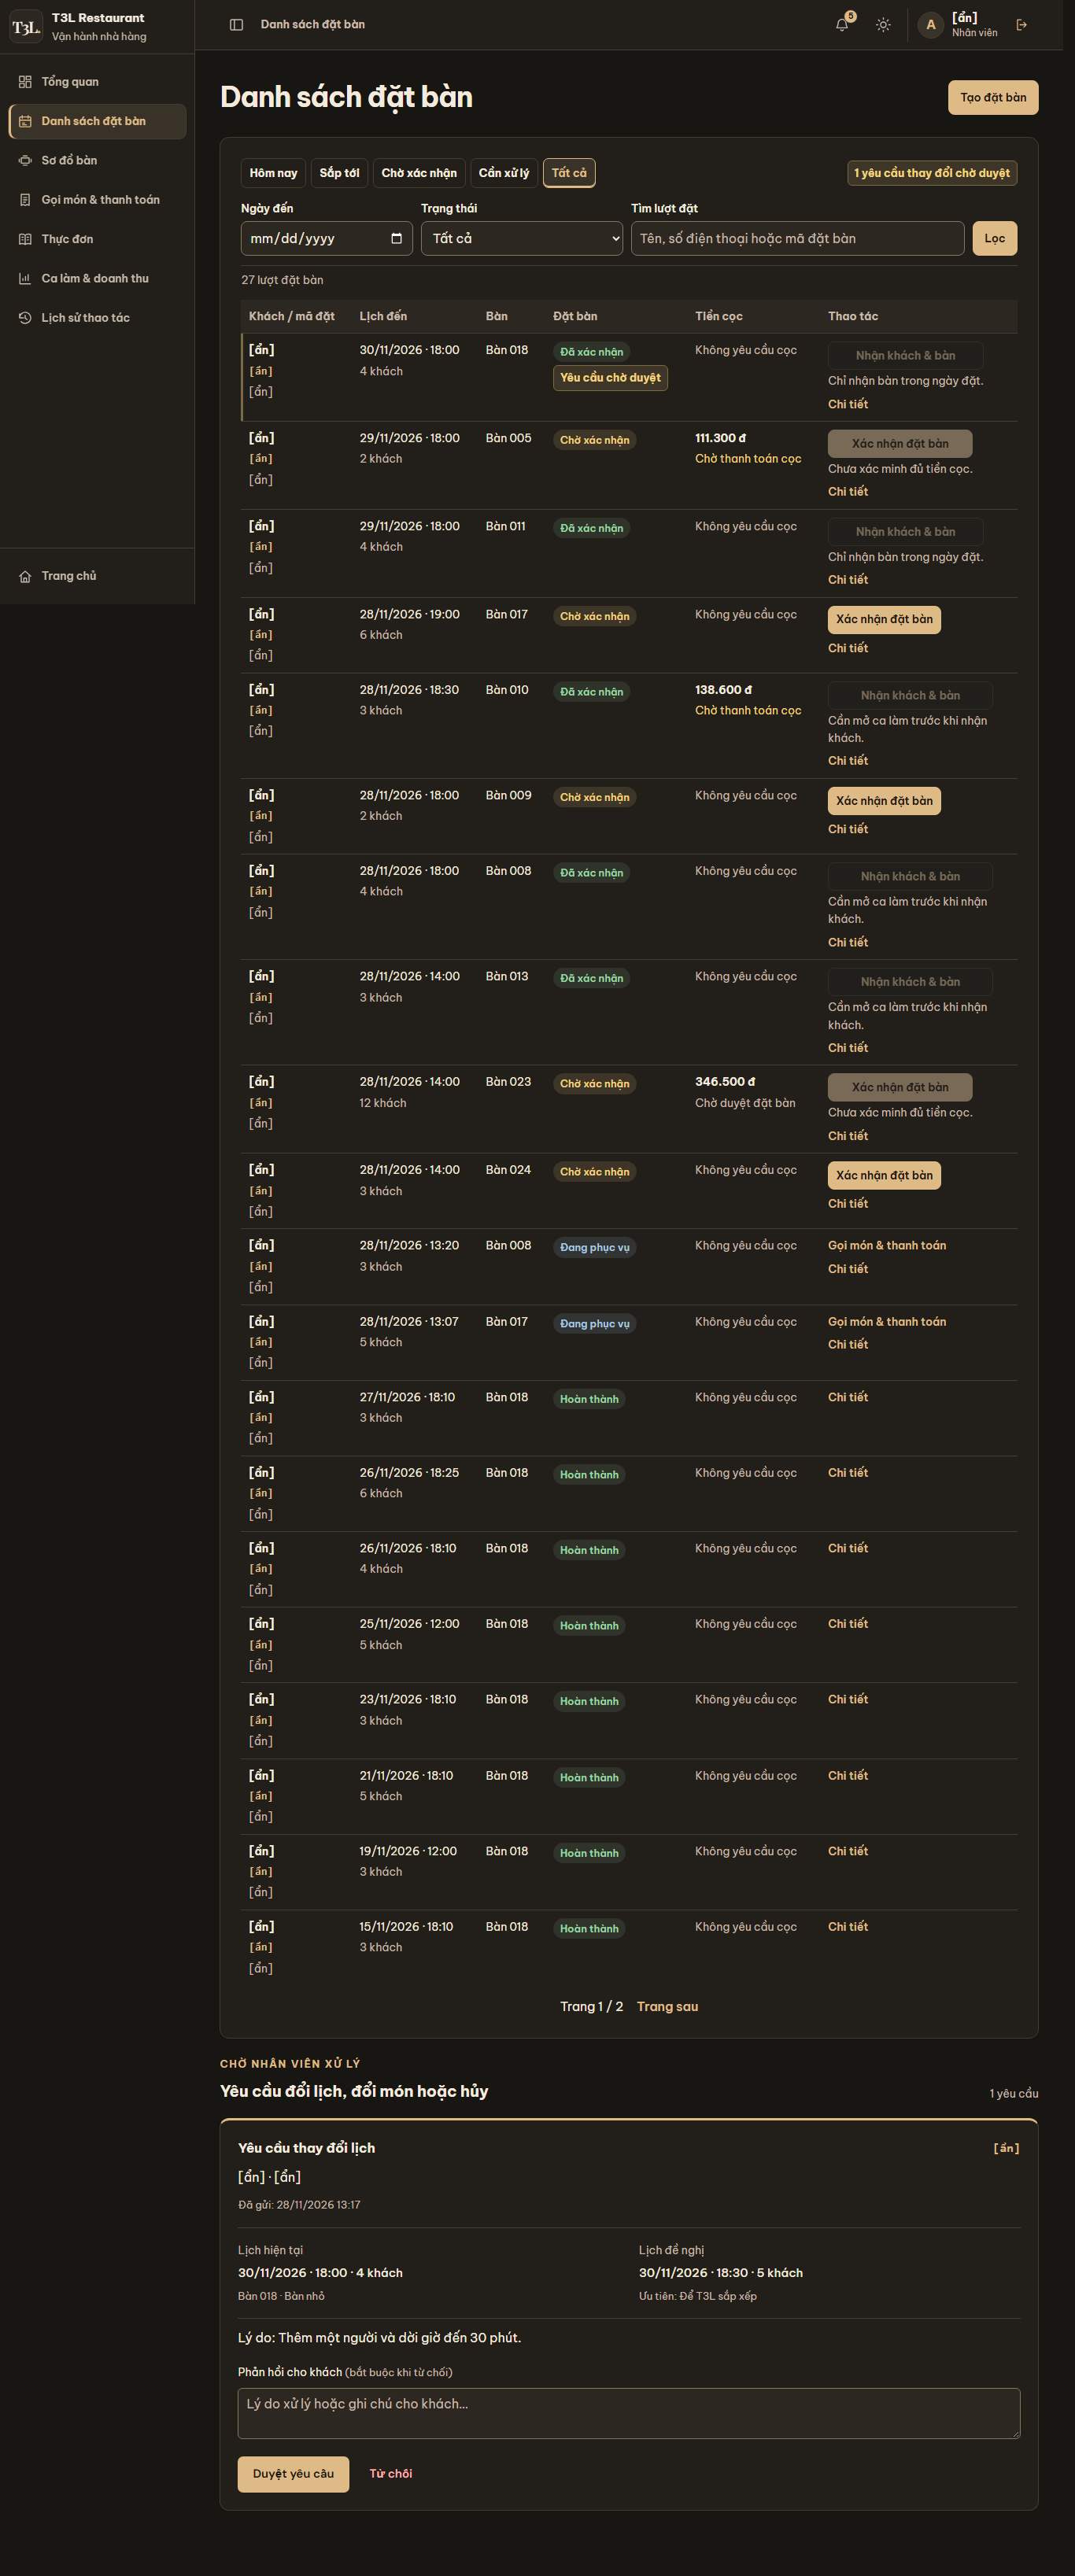 T3L Restaurant
Vận hành nhà hàng
Tổng quan
Danh sách đặt bàn
Sơ đồ bàn
Gọi món & thanh toán
Thực đơn
Ca làm & doanh thu
Lịch sử thao tác
Trang chủ
Danh sách đặt bàn
5
A
[ẩn]
Nhân viên
Danh sách đặt bàn
Tạo đặt bàn
Hôm nay Sắp tới Chờ xác nhận Cần xử lý Tất cả
1 yêu cầu thay đổi chờ duyệt
Ngày đến Trạng thái Tìm lượt đặt
mm/dd/yyyy Tất cả Tên, số điện thoại hoặc mã đặt bàn Lọc
27 lượt đặt bàn
Khách / mã đặt Lịch đến Bàn Đặt bàn Tiền cọc Thao tác
[ẩn] 30/11/2026 · 18:00 Bàn 018 Đã xác nhận Không yêu cầu cọc Nhận khách & bàn
[ẩn] 4 khách Yêu cầu chờ duyệt Chỉ nhận bàn trong ngày đặt.
[ẩn] Chi tiết
[ẩn] 29/11/2026 · 18:00 Bàn 005 Chờ xác nhận 111.300 đ Xác nhận đặt bàn
[ẩn] 2 khách Chờ thanh toán cọc Chưa xác minh đủ tiền cọc.
[ẩn] Chi tiết
[ẩn] 29/11/2026 · 18:00 Bàn 011 Đã xác nhận Không yêu cầu cọc Nhận khách & bàn
[ẩn] 4 khách Chỉ nhận bàn trong ngày đặt.
[ẩn] Chi tiết
[ẩn] 28/11/2026 · 19:00 Bàn 017 Chờ xác nhận Không yêu cầu cọc Xác nhận đặt bàn
[ẩn] 6 khách Chi tiết
[ẩn]
[ẩn] 28/11/2026 · 18:30 Bàn 010 Đã xác nhận 138.600 đ Nhận khách & bàn
[ẩn] 3 khách Chờ thanh toán cọc Cần mở ca làm trước khi nhận
[ẩn] khách.
Chi tiết
[ẩn] 28/11/2026 · 18:00 Bàn 009 Chờ xác nhận Không yêu cầu cọc Xác nhận đặt bàn
[ẩn] 2 khách Chi tiết
[ẩn]
[ẩn] 28/11/2026 · 18:00 Bàn 008 Đã xác nhận Không yêu cầu cọc Nhận khách & bàn
[ẩn] 4 khách Cần mở ca làm trước khi nhận
[ẩn] khách.
Chi tiết
[ẩn] 28/11/2026 · 14:00 Bàn 013 Đã xác nhận Không yêu cầu cọc Nhận khách & bàn
[ẩn] 3 khách Cần mở ca làm trước khi nhận
[ẩn] khách.
Chi tiết
[ẩn] 28/11/2026 · 14:00 Bàn 023 Chờ xác nhận 346.500 đ Xác nhận đặt bàn
[ẩn] 12 khách Chờ duyệt đặt bàn Chưa xác minh đủ tiền cọc.
[ẩn] Chi tiết
[ẩn] 28/11/2026 · 14:00 Bàn 024 Chờ xác nhận Không yêu cầu cọc Xác nhận đặt bàn
[ẩn] 3 khách Chi tiết
[ẩn]
[ẩn] 28/11/2026 · 13:20 Bàn 008 Đang phục vụ Không yêu cầu cọc Gọi món & thanh toán
[ẩn] 3 khách Chi tiết
[ẩn]
[ẩn] 28/11/2026 · 13:07 Bàn 017 Đang phục vụ Không yêu cầu cọc Gọi món & thanh toán
[ẩn] 5 khách Chi tiết
[ẩn]
[ẩn] 27/11/2026 · 18:10 Bàn 018 Hoàn thành Không yêu cầu cọc Chi tiết
[ẩn] 3 khách
[ẩn]
[ẩn] 26/11/2026 · 18:25 Bàn 018 Hoàn thành Không yêu cầu cọc Chi tiết
[ẩn] 6 khách
[ẩn]
[ẩn] 26/11/2026 · 18:10 Bàn 018 Hoàn thành Không yêu cầu cọc Chi tiết
[ẩn] 4 khách
[ẩn]
[ẩn] 25/11/2026 · 12:00 Bàn 018 Hoàn thành Không yêu cầu cọc Chi tiết
[ẩn] 5 khách
[ẩn]
[ẩn] 23/11/2026 · 18:10 Bàn 018 Hoàn thành Không yêu cầu cọc Chi tiết
[ẩn] 3 khách
[ẩn]
[ẩn] 21/11/2026 · 18:10 Bàn 018 Hoàn thành Không yêu cầu cọc Chi tiết
[ẩn] 5 khách
[ẩn]
[ẩn] 19/11/2026 · 12:00 Bàn 018 Hoàn thành Không yêu cầu cọc Chi tiết
[ẩn] 3 khách
[ẩn]
[ẩn] 15/11/2026 · 18:10 Bàn 018 Hoàn thành Không yêu cầu cọc Chi tiết
[ẩn] 3 khách
[ẩn]
Trang 1 / 2 Trang sau
CHỜ NHÂN VIÊN XỬ LÝ
Yêu cầu đổi lịch, đổi món hoặc hủy
1 yêu cầu
Yêu cầu thay đổi lịch [ẩn]
[ẩn] · [ẩn]
Đã gửi: 28/11/2026 13:17
Lịch hiện tại Lịch đề nghị
30/11/2026 · 18:00 · 4 khách 30/11/2026 · 18:30 · 5 khách
Bàn 018 · Bàn nhỏ Ưu tiên: Để T3L sắp xếp
Lý do: Thêm một người và dời giờ đến 30 phút.
Phản hồi cho khách (bắt buộc khi từ chối)
Lý do xử lý hoặc ghi chú cho khách...
Duyệt yêu cầu Từ chối